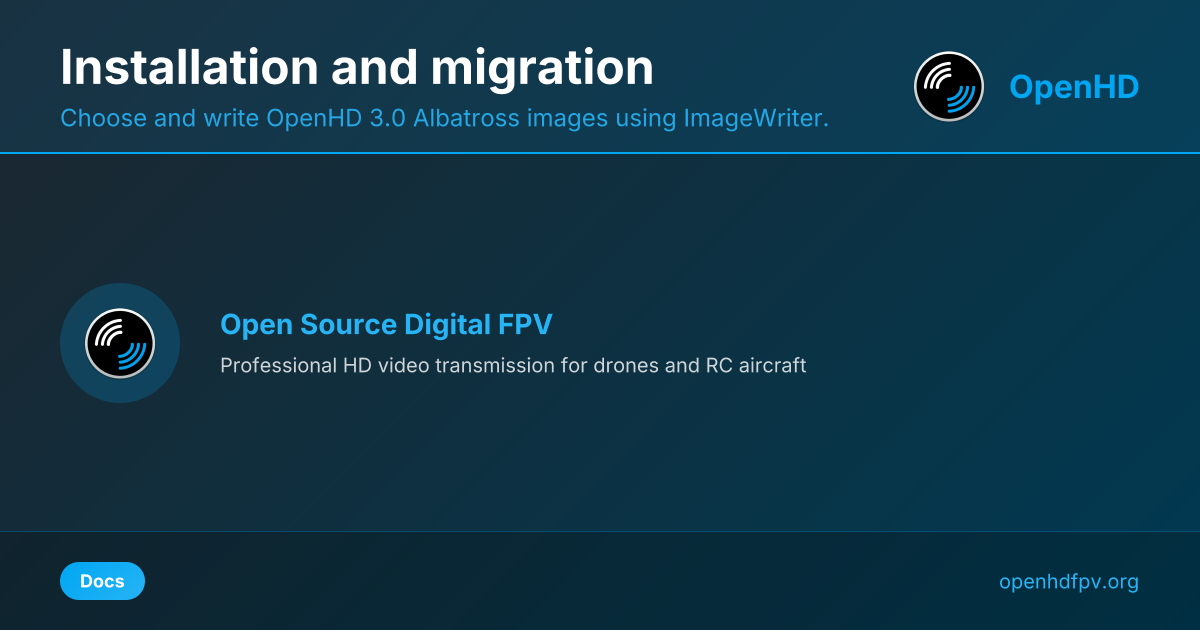 Installation and migration
Choose and write OpenHD 3.0 Albatross images using ImageWriter.
OpenHD
Open Source Digital FPV
Professional HD video transmission for drones and RC aircraft
Docs
openhdfpv.org